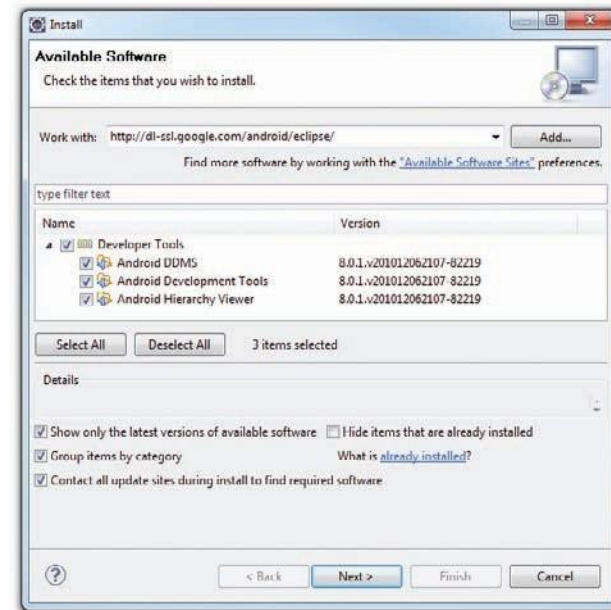 Install
Available Software
Check the items that you wish to install.
Work with: http://dl-ssl.google.com/android/eclipse/ Add...
Find more software by working with the "Available Software Sites" preferences.
type filter text
Name Version
Developer Tools
Android DDMS 8.0.1.v201012062107-82219
Android Development Tools 8.0.1.v201012062107-82219
Android Hierarchy Viewer 8.0.1.v201012062107-82219
Select All Deselect All 3 items selected
Details
Show only the latest versions of available software Hide items that are already installed
Group items by category What is already installed?
Contact all update sites during install to find required software
? < Back Next > Finish Cancel